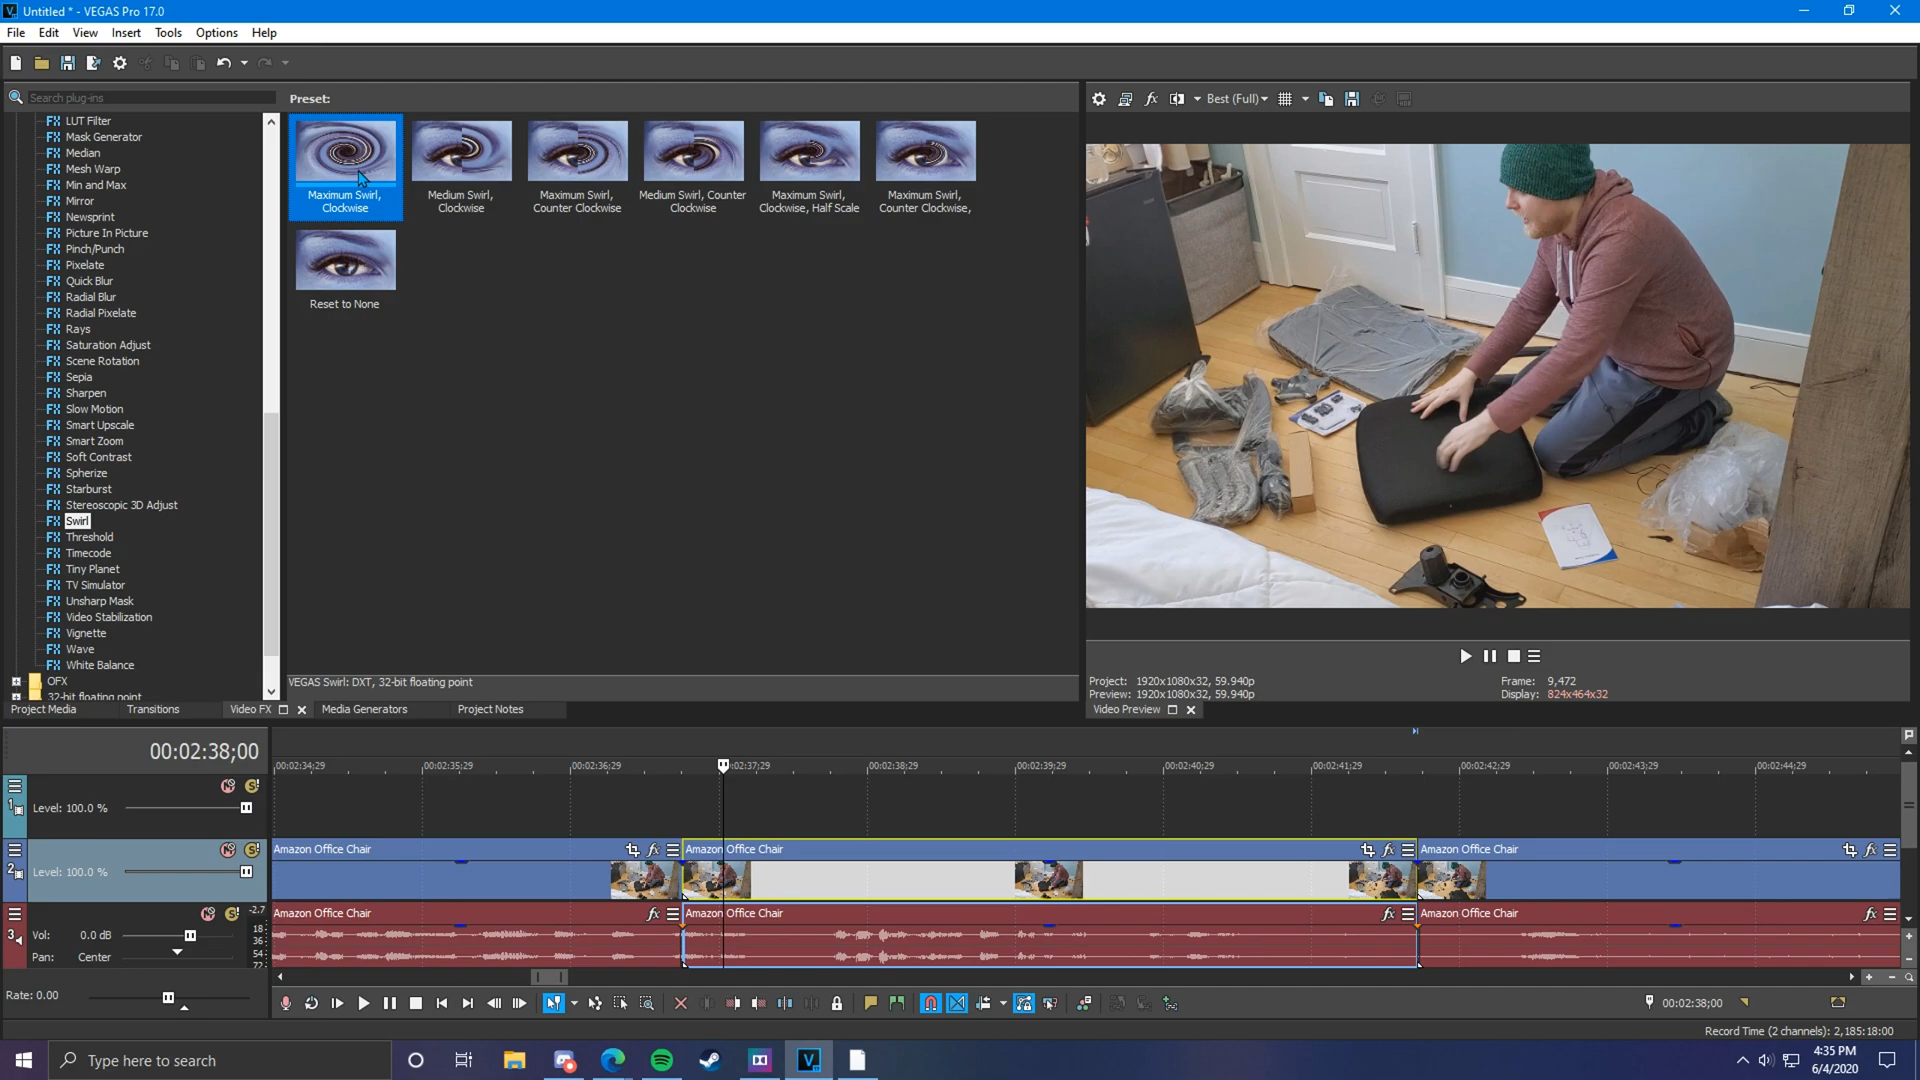 Untitled * - VEGAS Pro 17.0
File Edit View Insert Tools Options Help
Search plug-ins
Preset:
Best (Full)
LUT Filter
Mask Generator
Median
Mesh Warp
Min and Max
Mirror
Newsprint
Picture In Picture
Pinch/Punch
Pixelate
Quick Blur
Radial Blur
Radial Pixelate
Rays
Saturation Adjust
Scene Rotation
Sepia
Sharpen
Slow Motion
Smart Upscale
Smart Zoom
Soft Contrast
Spherize
Starburst
Stereoscopic 3D Adjust
Swirl
Threshold
Timecode
Tiny Planet
TV Simulator
Unsharp Mask
Video Stabilization
Vignette
Wave
White Balance
OFX
32-bit floating point
Maximum Swirl,
Clockwise
Medium Swirl,
Clockwise
Maximum Swirl,
Counter Clockwise
Medium Swirl, Counter
Clockwise
Maximum Swirl,
Clockwise, Half Scale
Maximum Swirl,
Counter Clockwise,
Reset to None
VEGAS Swirl: DXT, 32-bit floating point
Project: 1920x1080x32, 59.940p
Preview: 1920x1080x32, 59.940p
Frame: 9,472
Display: 824x464x32
Project Media Transitions Video FX Media Generators Project Notes
Video Preview
00:02:38;00
00:02:34;29 00:02:35;29 00:02:36;29 :02:37;29 00:02:38;29 00:02:39;29 00:02:40;29 00:02:41;29 00:02:42;29 00:02:43;29 00:02:44;29
1
Level: 100.0 %
2
Level: 100.0 %
Amazon Office Chair Amazon Office Chair Amazon Office Chair
3
Vol: 0.0 dB
Pan: Center
-2.7
18
36
54
72
Amazon Office Chair Amazon Office Chair Amazon Office Chair
Rate: 0.00
00:02:38;00
Record Time (2 channels): 2,185:18:00
Type here to search
4:35 PM
6/4/2020